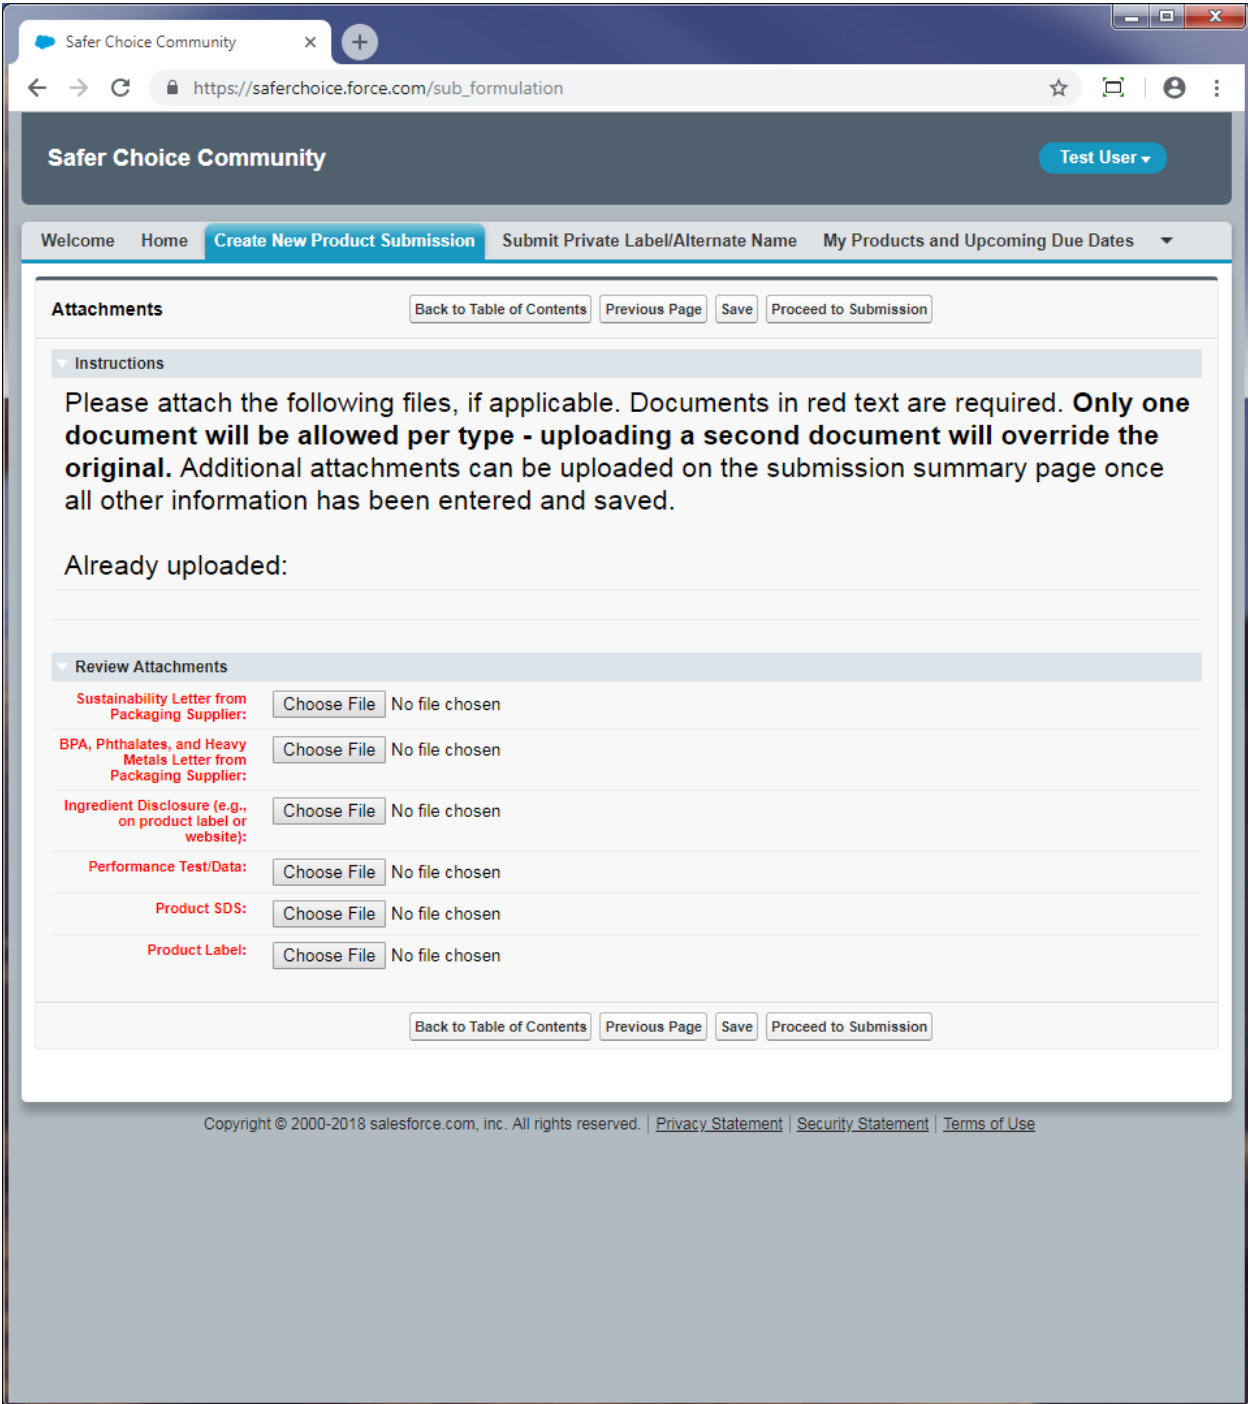 Safer Choice Community
https://saferchoice.force.com/sub_formulation
Safer Choice Community
Test User
Welcome Home Create New Product Submission Submit Private Label/Alternate Name My Products and Upcoming Due Dates
Attachments Back to Table of Contents Previous Page Save Proceed to Submission
Instructions
Please attach the following files, if applicable. Documents in red text are required. Only one
document will be allowed per type - uploading a second document will override the
original. Additional attachments can be uploaded on the submission summary page once
all other information has been entered and saved.
Already uploaded:
Review Attachments
Sustainability Letter from
Packaging Supplier:
Choose File No file chosen
BPA, Phthalates, and Heavy
Metals Letter from
Packaging Supplier:
Choose File No file chosen
Ingredient Disclosure (e.g.,
on product label or
website):
Choose File No file chosen
Performance Test/Data: Choose File No file chosen
Product SDS: Choose File No file chosen
Product Label: Choose File No file chosen
Back to Table of Contents Previous Page Save Proceed to Submission
Copyright © 2000-2018 salesforce.com, inc. All rights reserved. | Privacy Statement | Security Statement | Terms of Use